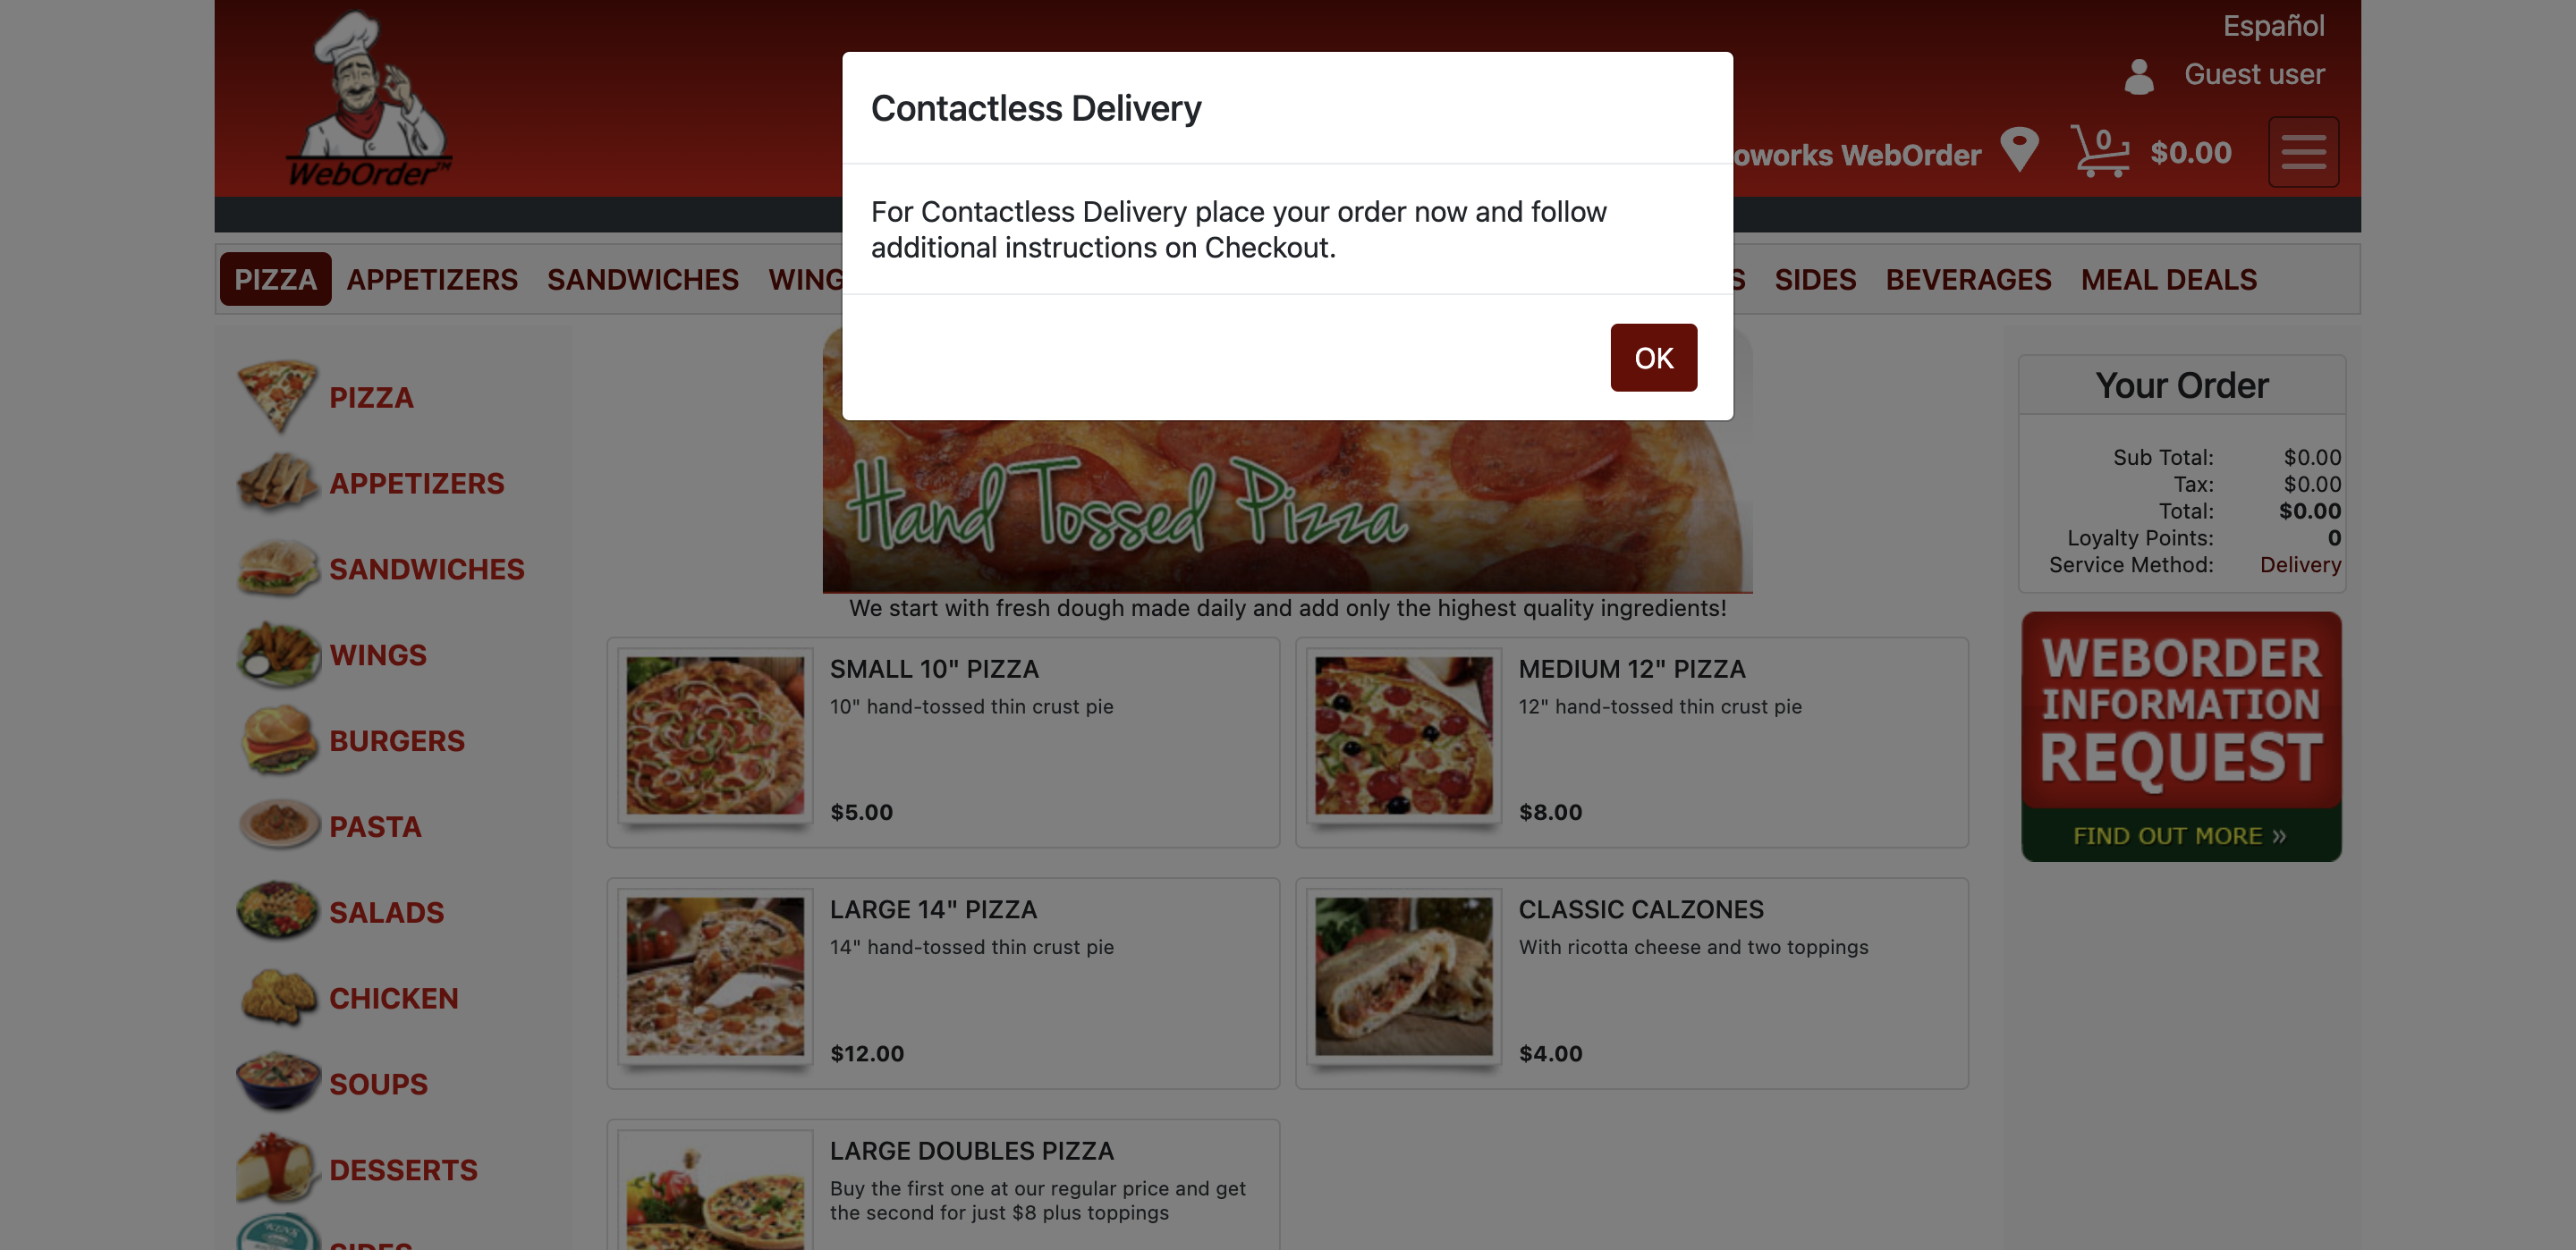 Español
Guest user
WebOrder™
oworks WebOrder
0
$0.00
Contactless Delivery
For Contactless Delivery place your order now and follow
additional instructions on Checkout.
OK
PIZZA
APPETIZERS
SANDWICHES
WING
S
SIDES
BEVERAGES
MEAL DEALS
PIZZA
APPETIZERS
SANDWICHES
WINGS
BURGERS
PASTA
SALADS
CHICKEN
SOUPS
DESSERTS
SIDES
Hand Tossed Pizza
We start with fresh dough made daily and add only the highest quality ingredients!
SMALL 10" PIZZA
10" hand-tossed thin crust pie
$5.00
MEDIUM 12" PIZZA
12" hand-tossed thin crust pie
$8.00
LARGE 14" PIZZA
14" hand-tossed thin crust pie
$12.00
CLASSIC CALZONES
With ricotta cheese and two toppings
$4.00
LARGE DOUBLES PIZZA
Buy the first one at our regular price and get
the second for just $8 plus toppings
Your Order
Sub Total: $0.00
Tax: $0.00
Total: $0.00
Loyalty Points: 0
Service Method: Delivery
WEBORDER
INFORMATION
REQUEST
FIND OUT MORE »